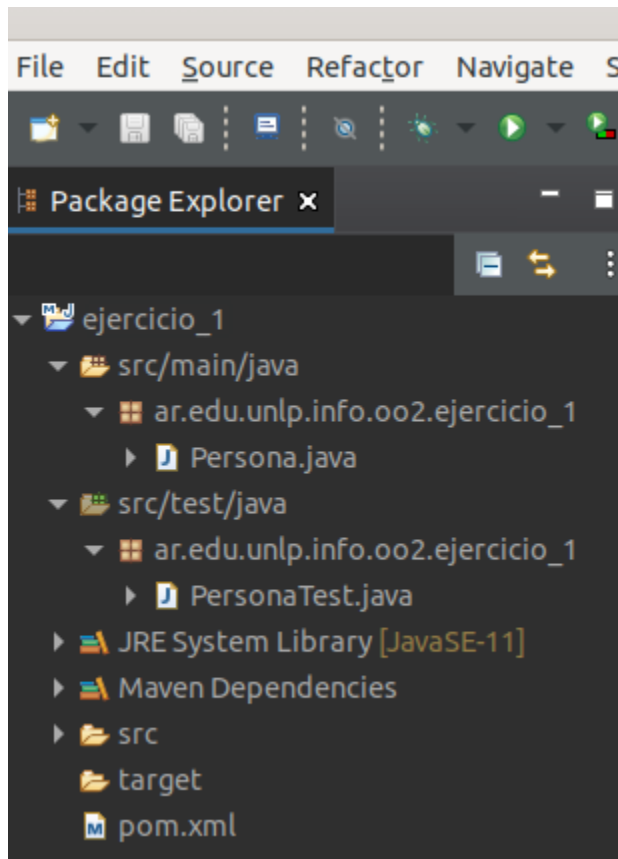 File Edit Source Refactor Navigate S
Package Explorer
ejercicio_1
src/main/java
ar.edu.unlp.info.oo2.ejercicio_1
Persona.java
src/test/java
ar.edu.unlp.info.oo2.ejercicio_1
PersonaTest.java
JRE System Library [JavaSE-11]
Maven Dependencies
src
target
pom.xml